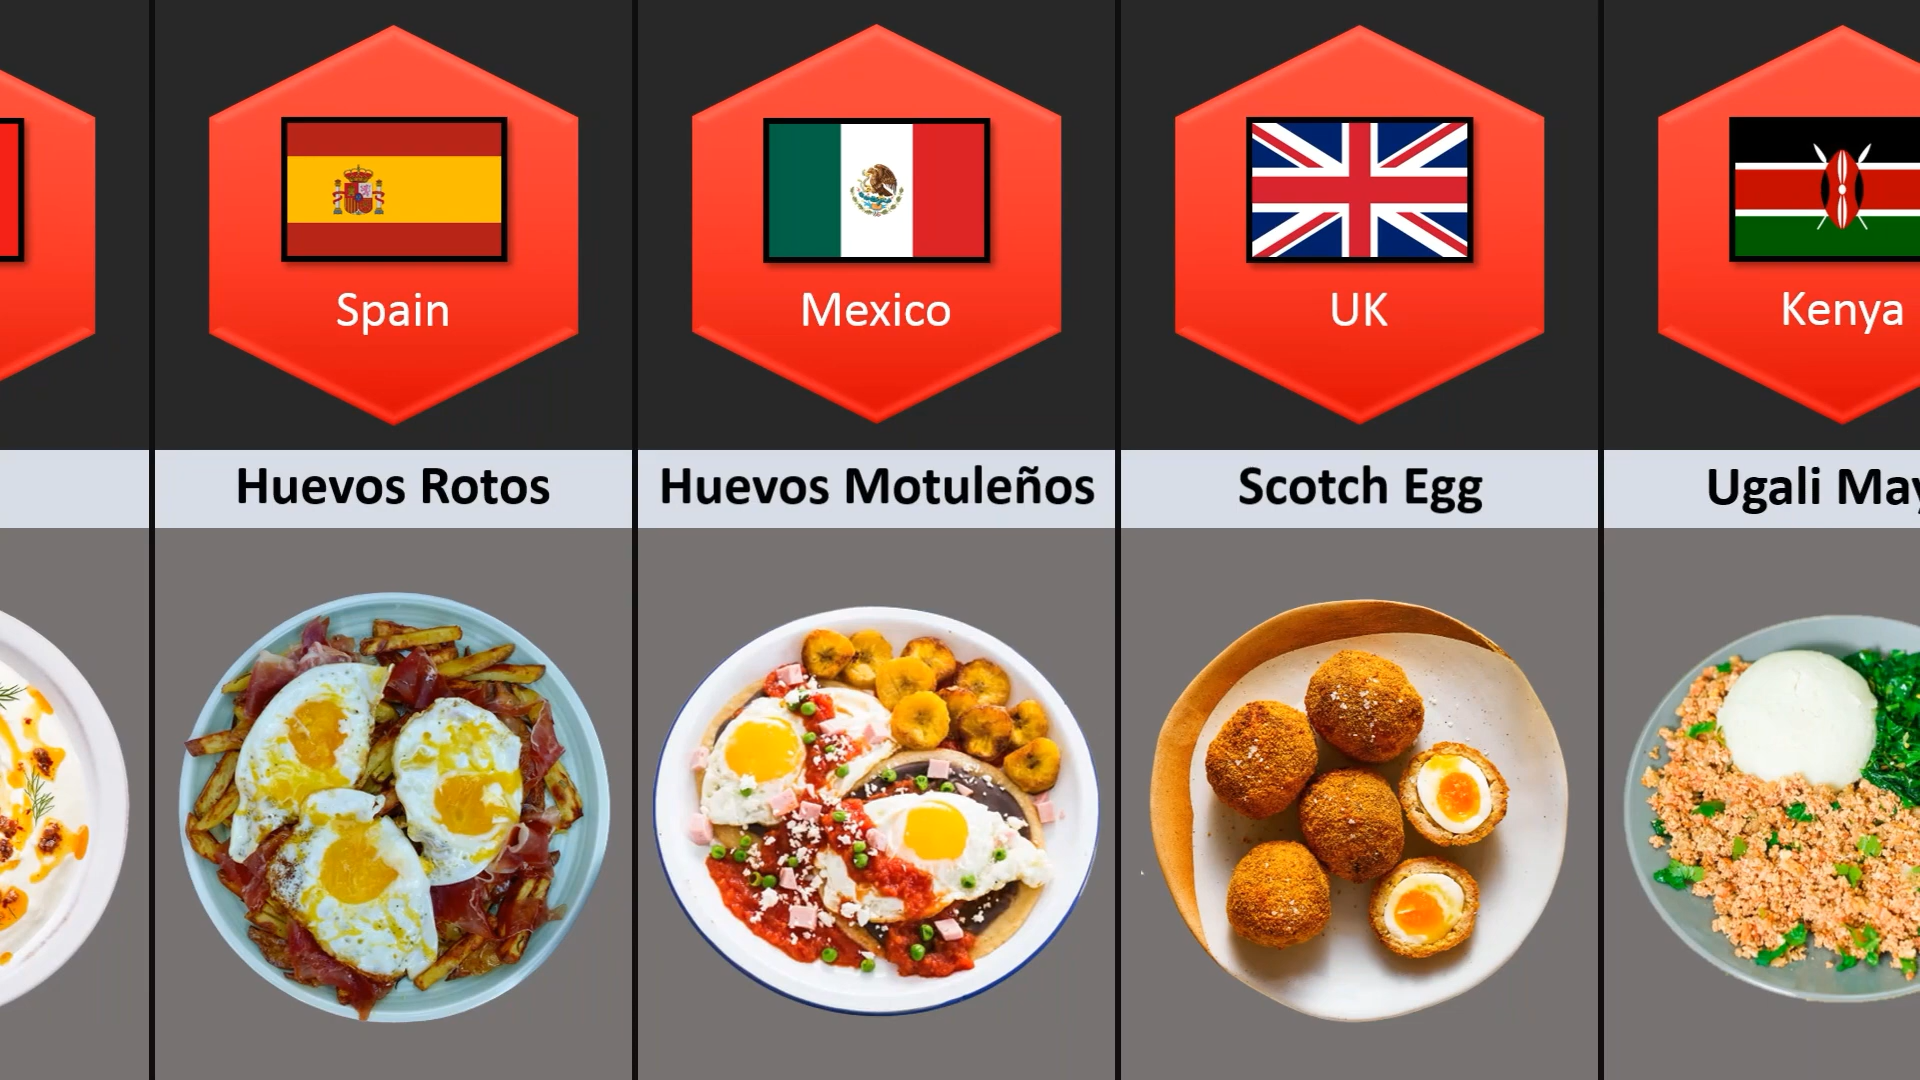 Spain
Mexico
UK
Kenya
Huevos Rotos
Huevos Motuleños
Scotch Egg
Ugali